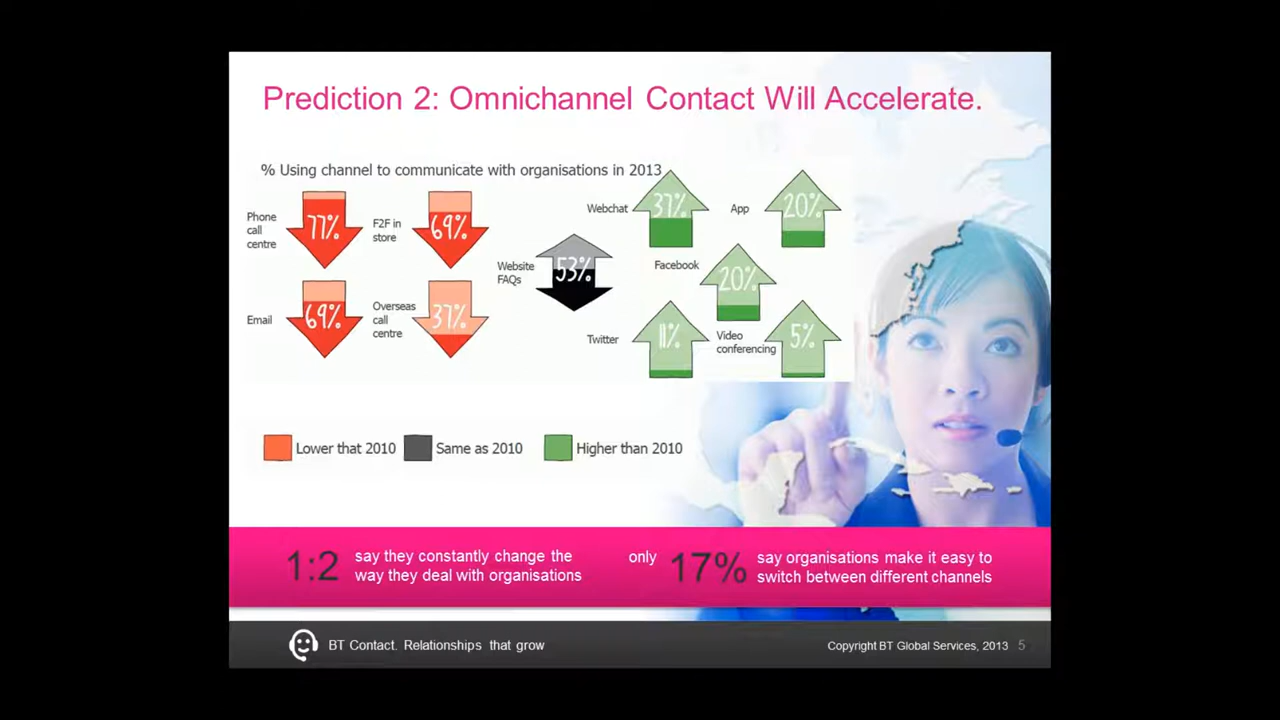 Prediction 2: Omnichannel Contact Will Accelerate.
% Using channel to communicate with organisations in 2013
Phone
call
centre
77%
F2F in
store
69%
Email
69%
Overseas
call
centre
37%
Website
FAQs
53%
Webchat
37%
App
20%
Facebook
20%
Twitter
11%
Video
conferencing
5%
Lower that 2010
Same as 2010
Higher than 2010
1:2
say they constantly change the
way they deal with organisations
only
17%
say organisations make it easy to
switch between different channels
BT Contact. Relationships that grow
Copyright BT Global Services, 2013 5